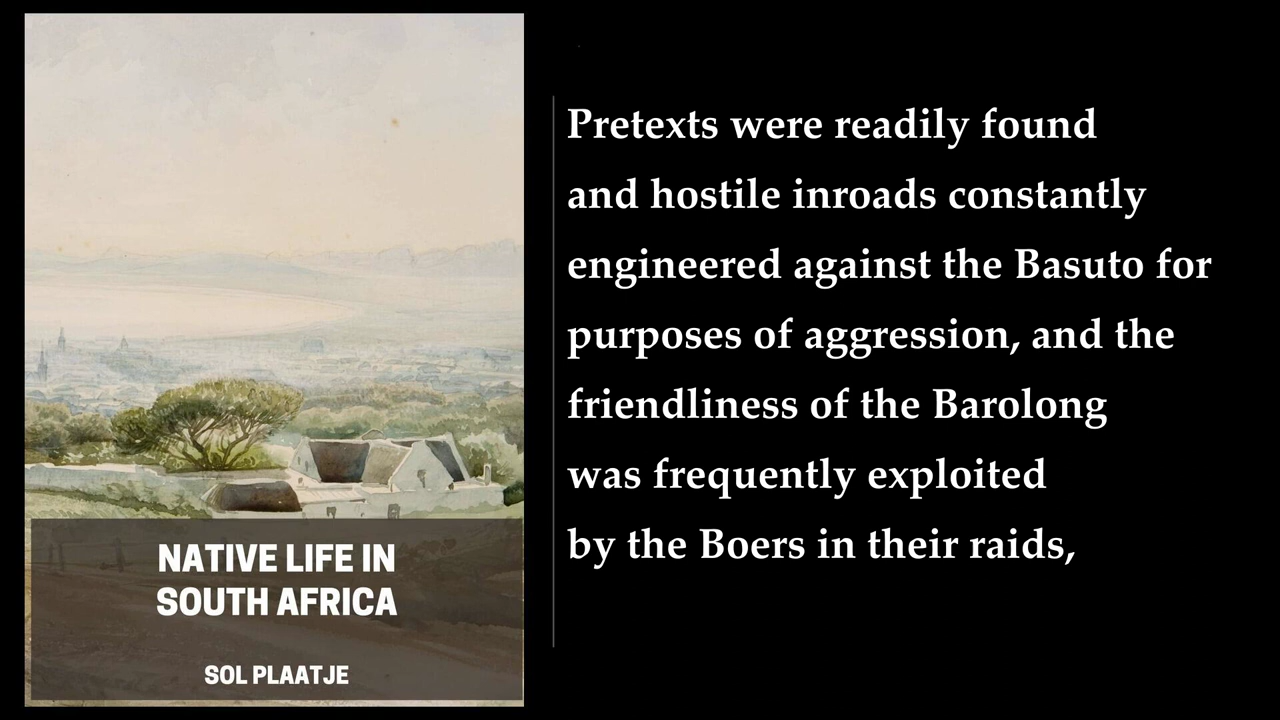 NATIVE LIFE IN
SOUTH AFRICA
SOL PLAATJE
Pretexts were readily found
and hostile inroads constantly
engineered against the Basuto for
purposes of aggression, and the
friendliness of the Barolong
was frequently exploited
by the Boers in their raids,